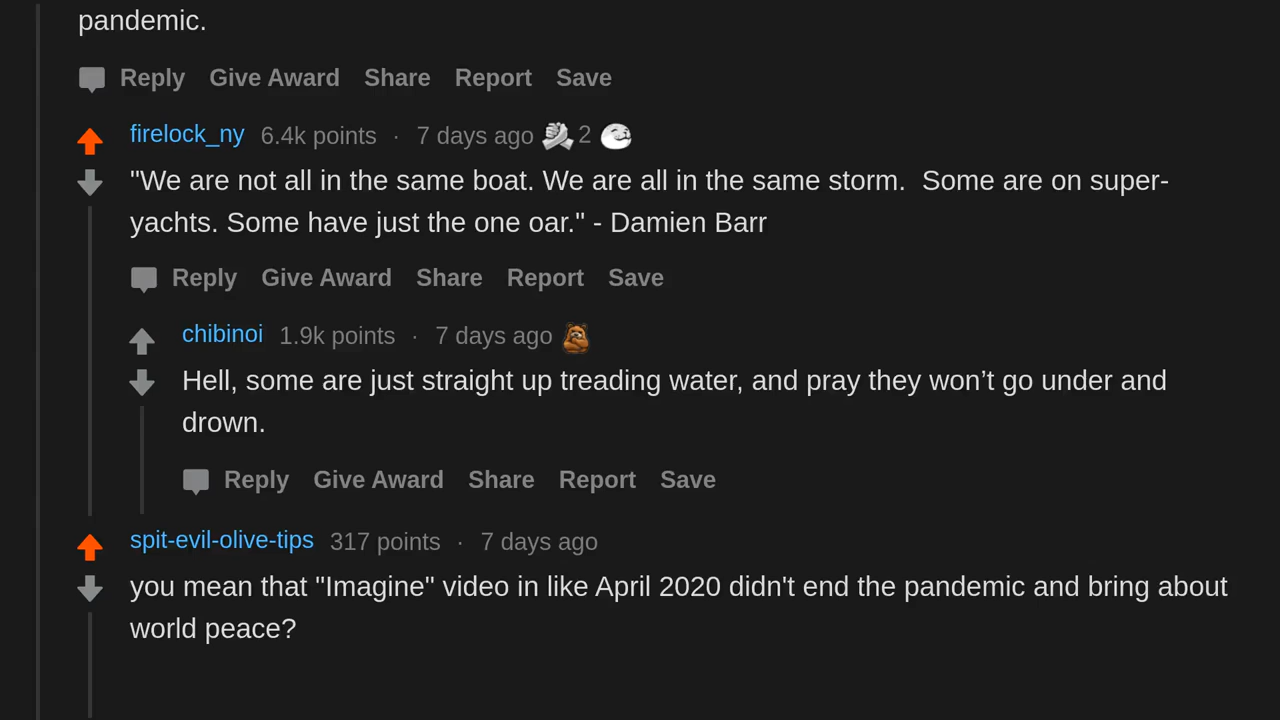 pandemic.
Reply Give Award Share Report Save
firelock_ny 6.4k points · 7 days ago 2
"We are not all in the same boat. We are all in the same storm.  Some are on super-
yachts. Some have just the one oar." - Damien Barr
Reply Give Award Share Report Save
chibinoi 1.9k points · 7 days ago
Hell, some are just straight up treading water, and pray they won’t go under and
drown.
Reply Give Award Share Report Save
spit-evil-olive-tips 317 points · 7 days ago
you mean that "Imagine" video in like April 2020 didn't end the pandemic and bring about
world peace?